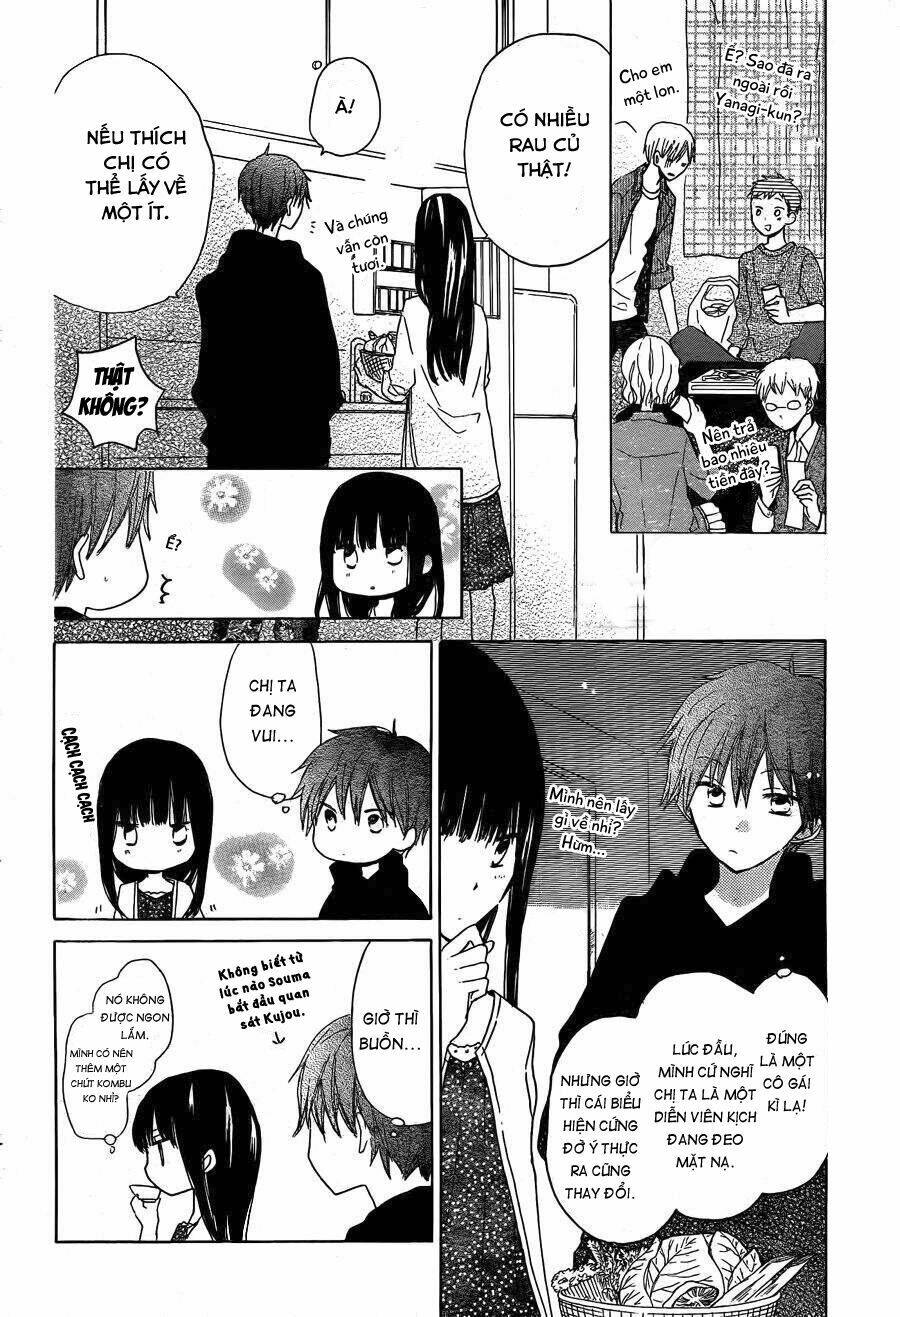 Ể? Sao đã ra
ngoài rồi
Yanagi-kun?
Cho em
một lon.
Nên trả
bao nhiêu
tiền đây?
CÓ NHIỀU
RAU CỦ
THẬT!
À!
Và chúng
vẫn còn
tươi.
NẾU THÍCH
CHỊ CÓ
THỂ LẤY VỀ
MỘT ÍT.
THẬT
KHÔNG?
Ể?
CHỊ TA
ĐANG
VUI...
CẠCH CẠCH CẠCH
Mình nên lấy
gì về nhỉ?
Hừm...
ĐÚNG
LÀ MỘT
CÔ GÁI
KÌ LẠ!
LÚC ĐẦU,
MÌNH CỨ NGHĨ
CHỊ TA LÀ MỘT
DIỄN VIÊN KỊCH
ĐANG ĐEO
MẶT NẠ.
NHƯNG GIỜ
THÌ CÁI BIỂU
HIỆN CỨNG
ĐỜ Ý THỰC
RA CŨNG
THAY ĐỔI.
GIỜ THÌ
BUỒN...
Không biết từ
lúc nào Souma
bắt đầu quan
sát Kujou.
NÓ KHÔNG
ĐƯỢC NGON
LẮM.
MÌNH CÓ NÊN
THÊM MỘT
CHÚT KOMBU
KO NHỈ?